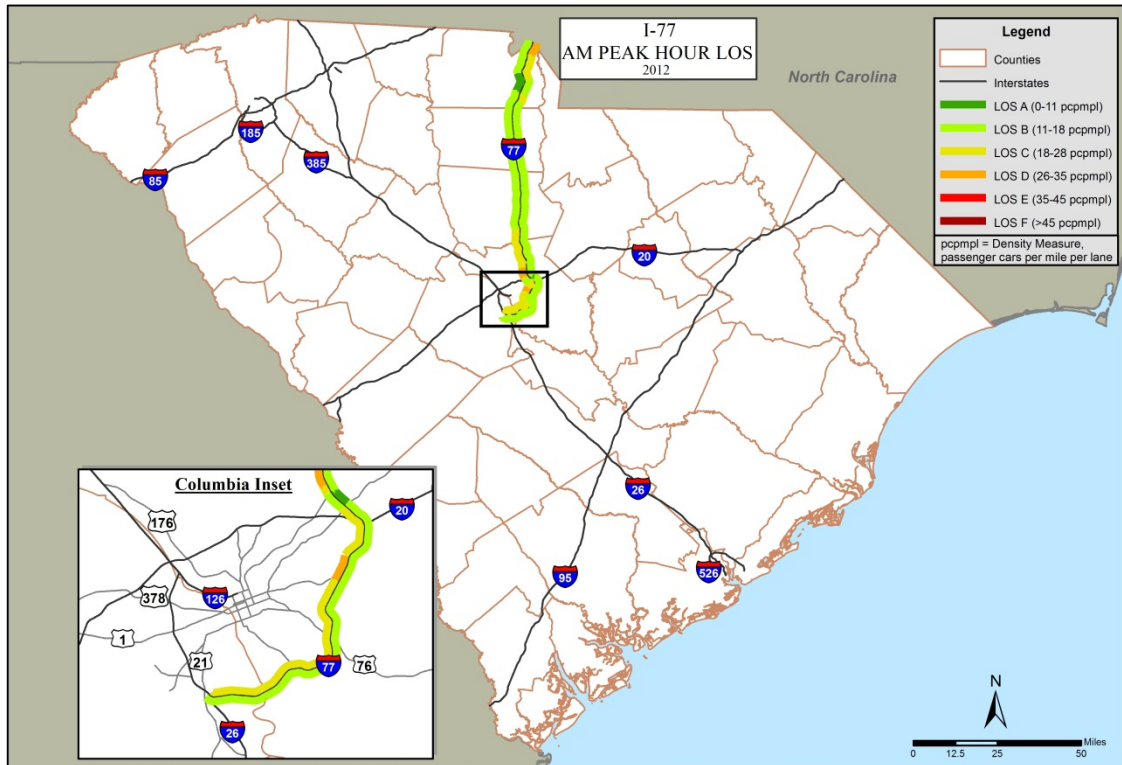 I-77
AM PEAK HOUR LOS
2012
North Carolina
Legend
Counties
Interstates
LOS A (0-11 pcpmpl)
LOS B (11-18 pcpmpl)
LOS C (18-28 pcpmpl)
LOS D (26-35 pcpmpl)
LOS E (35-45 pcpmpl)
LOS F (>45 pcpmpl)
pcpmpl = Density Measure,
passenger cars per mile per lane
185
77
385
85
20
26
95
526
Columbia Inset
20
176
126
378
1
21
77
76
26
N
Miles
0 12.5 25 50